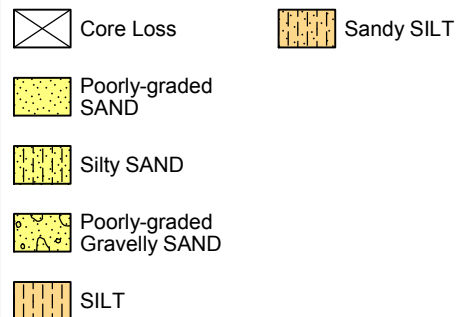 Core Loss
Poorly-graded
SAND
Silty SAND
Poorly-graded
Gravelly SAND
SILT
Sandy SILT